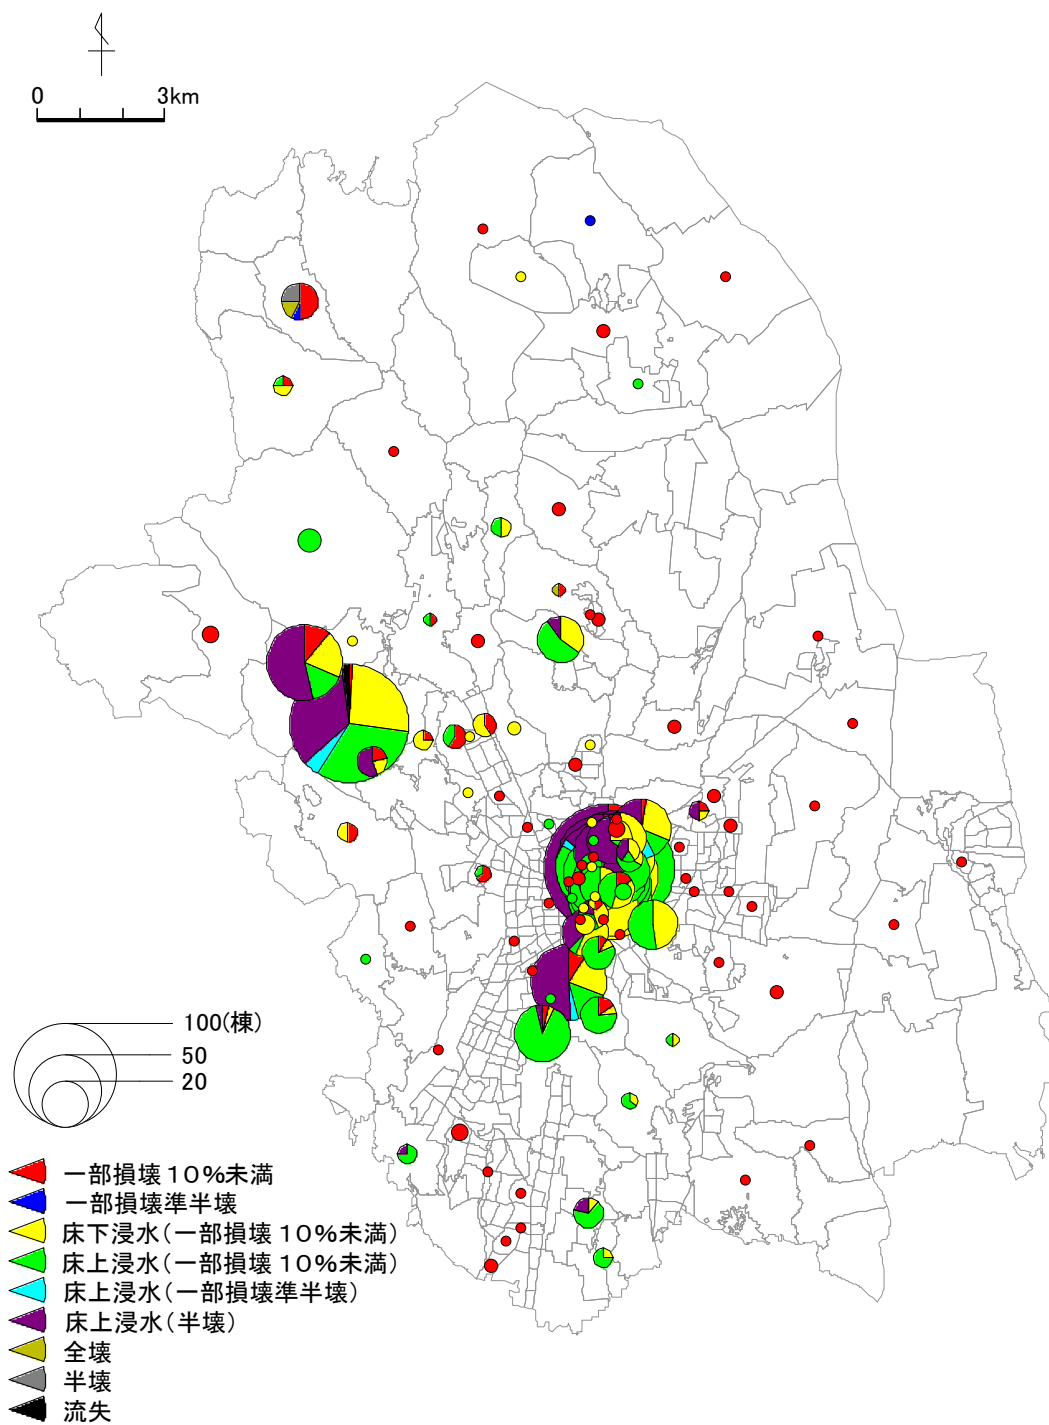 0 3km
100(棟)
50
20
一部損壊10%未満
一部損壊準半壊
床下浸水(一部損壊10%未満)
床上浸水(一部損壊10%未満)
床上浸水(一部損壊準半壊)
床上浸水(半壊)
全壊
半壊
流失